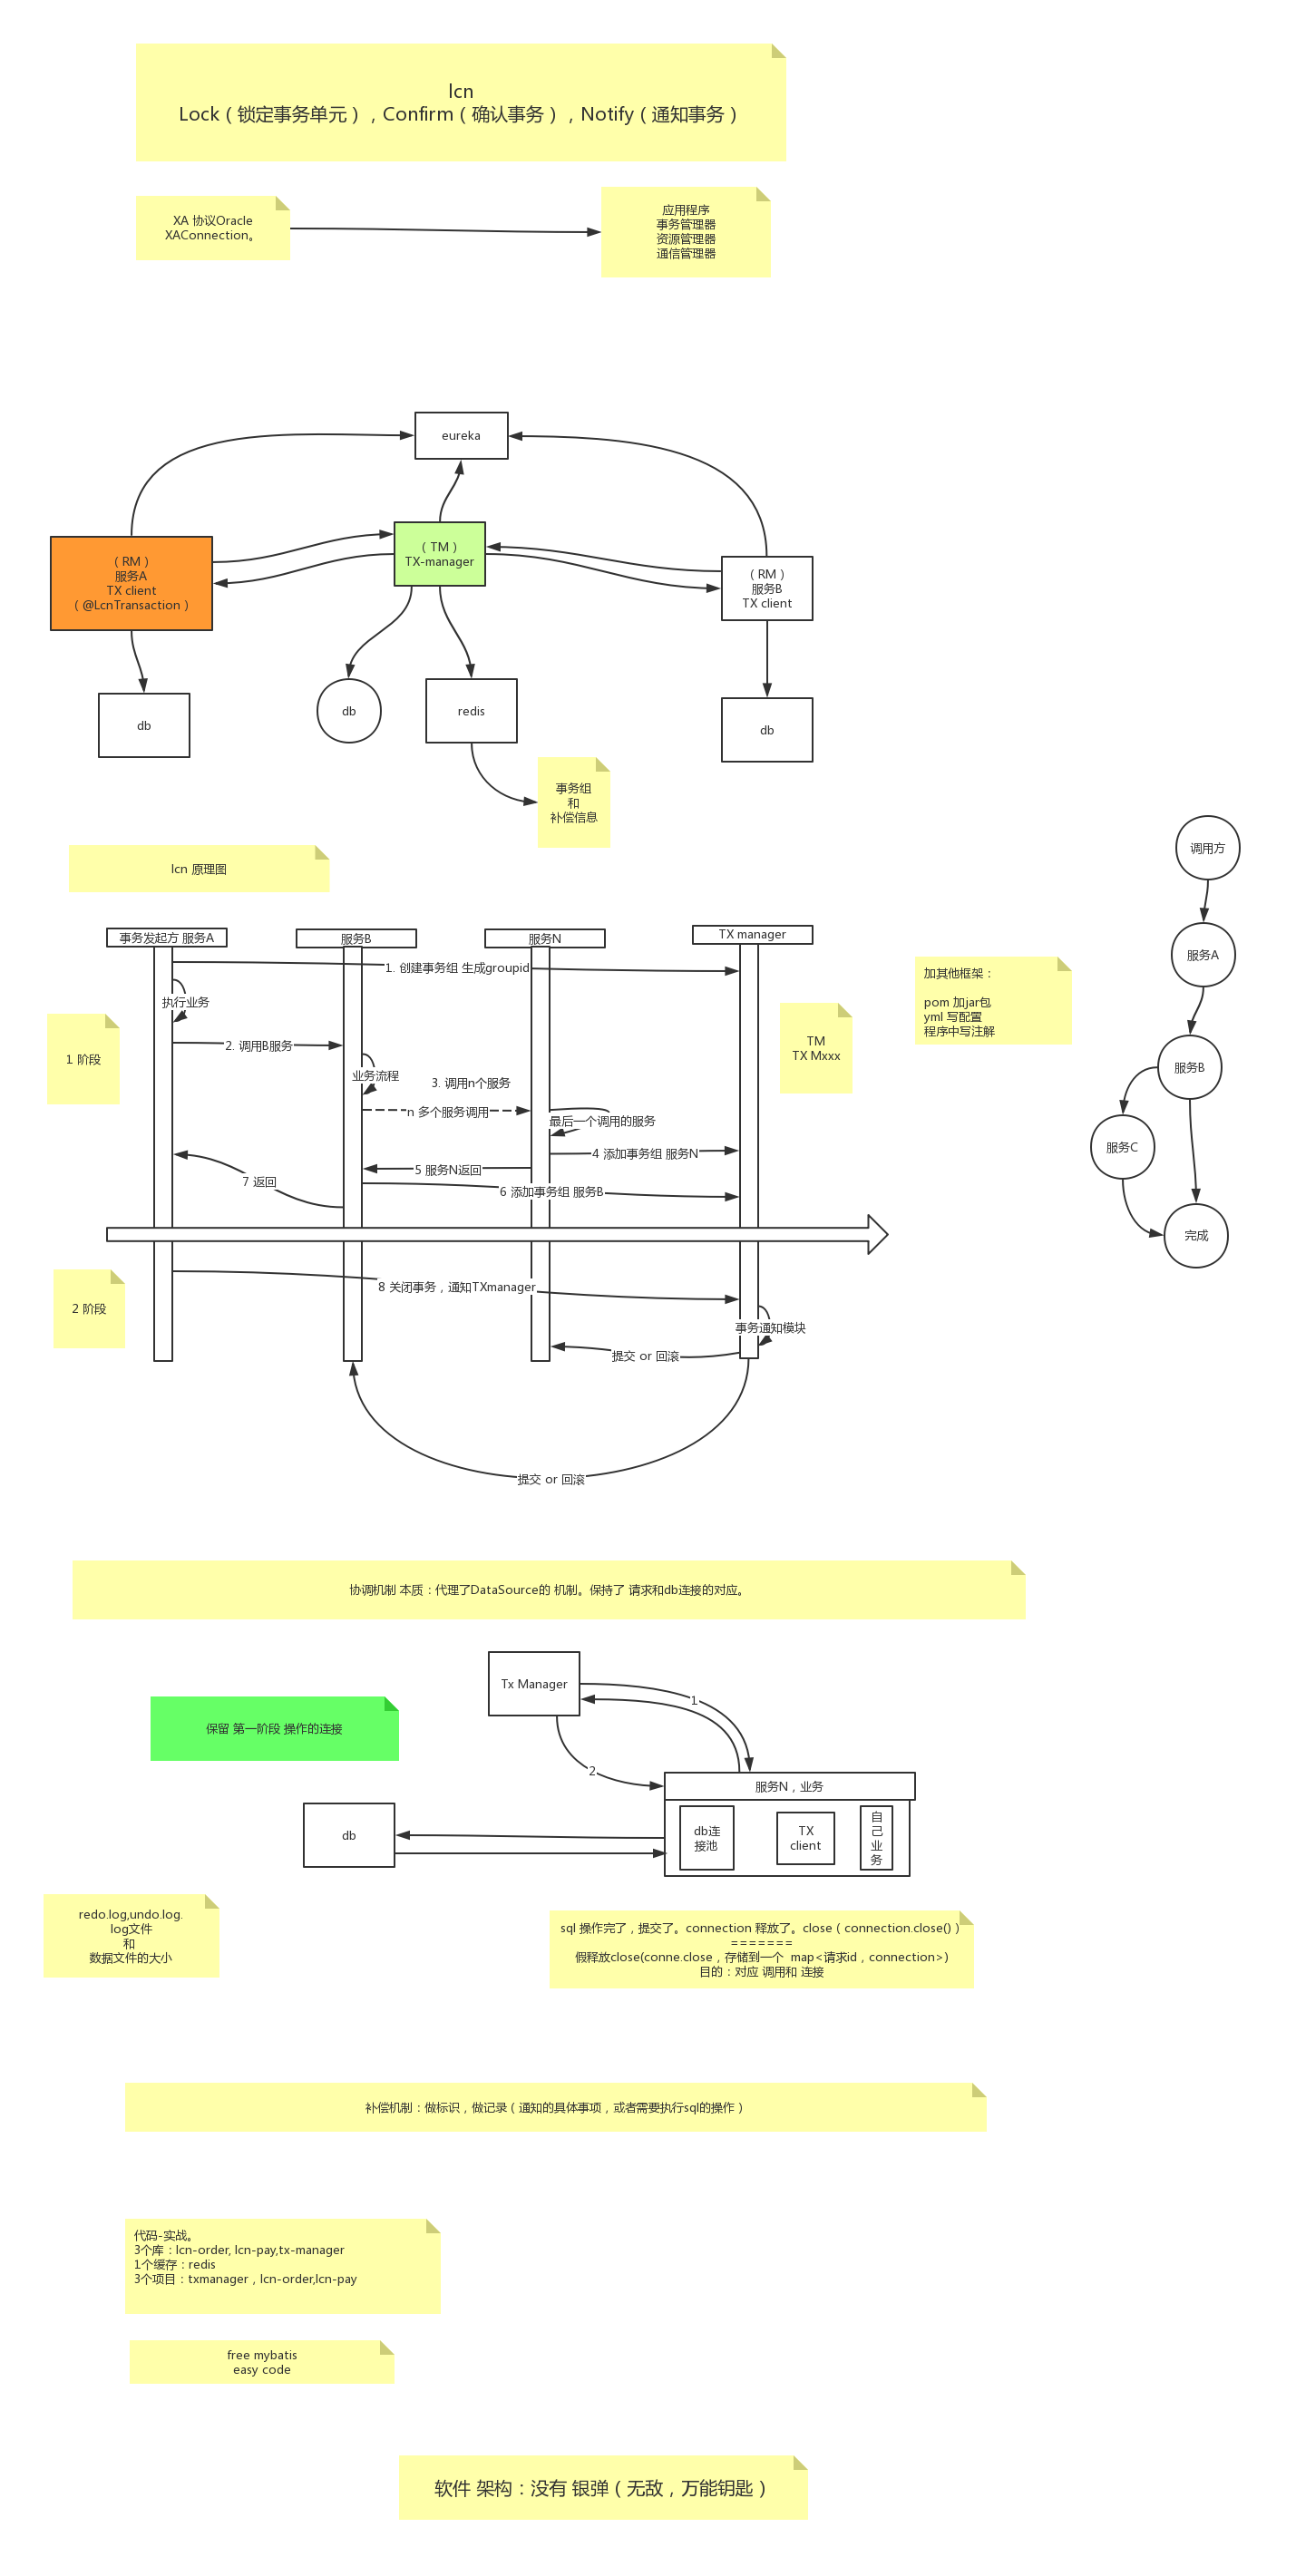 lcn
Lock（锁定事务单元），Confirm（确认事务），Notify（通知事务）
XA 协议Oracle
XAConnection。
应用程序
事务管理器
资源管理器
通信管理器
eureka
（RM）
服务A
TX client
（@LcnTransaction）
（TM）
TX-manager
（RM）
服务B
TX client
db
db
redis
db
事务组
和
补偿信息
lcn 原理图
调用方
服务A
服务B
服务C
完成
事务发起方 服务A
服务B
服务N
TX manager
1. 创建事务组 生成groupid
执行业务
加其他框架：
pom 加jar包
yml 写配置
程序中写注解
1 阶段
2. 调用B服务
TM
TX Mxxx
业务流程
3. 调用n个服务
n 多个服务调用
最后一个调用的服务
4 添加事务组 服务N
5 服务N返回
7 返回
6 添加事务组 服务B
2 阶段
8 关闭事务，通知TXmanager
事务通知模块
提交 or 回滚
提交 or 回滚
协调机制 本质：代理了DataSource的 机制。保持了 请求和db连接的对应。
Tx Manager
1
保留 第一阶段 操作的连接
2
服务N，业务
db
db连
接池
TX
client
自
己
业
务
redo.log,undo.log.
log文件
和
数据文件的大小
sql 操作完了，提交了。connection 释放了。close（connection.close()）
=======
假释放close(conne.close，存储到一个  map<请求id，connection>)
目的：对应 调用和 连接
补偿机制：做标识，做记录（通知的具体事项，或者需要执行sql的操作）
代码-实战。
3个库：lcn-order, lcn-pay,tx-manager
1个缓存：redis
3个项目：txmanager，lcn-order,lcn-pay
free mybatis
easy code
软件 架构：没有 银弹（无敌，万能钥匙）